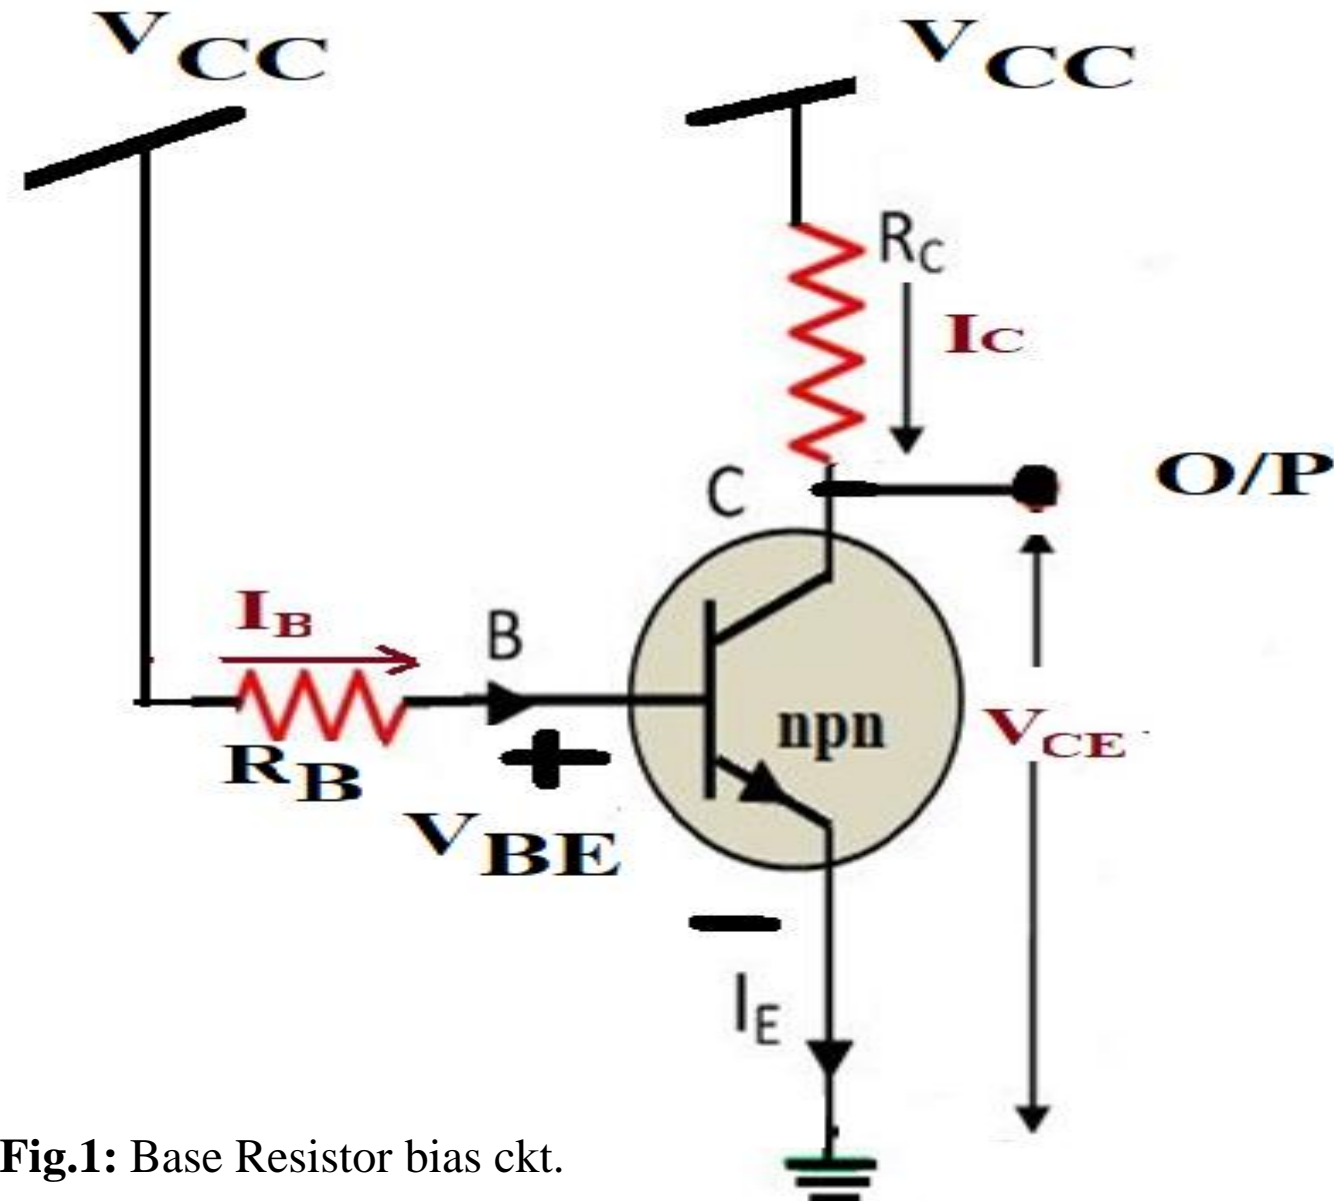 VCC
VCC
RC
IC
C
O/P
IB
B
npn
VCE
RB
VBE
IE
Fig.1: Base Resistor bias ckt.